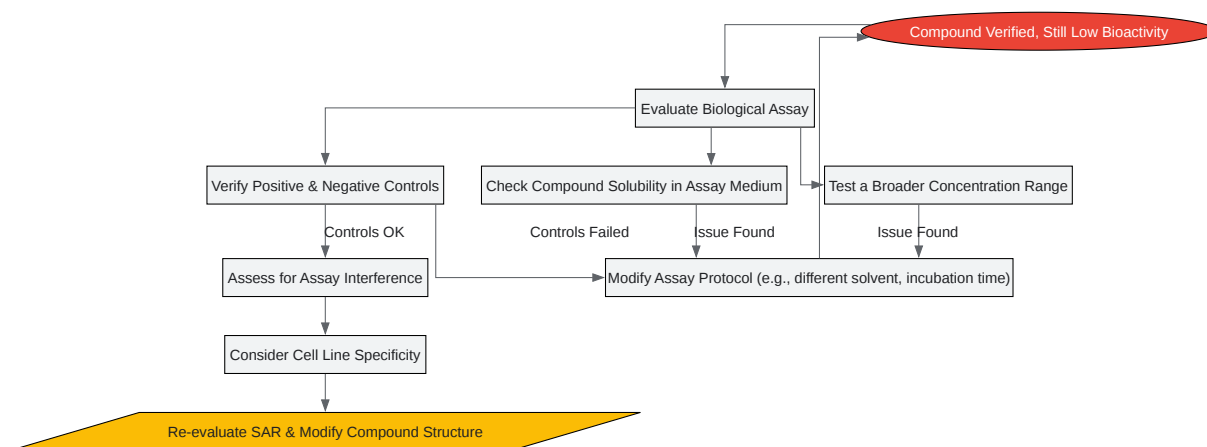 Compound Verified, Still Low Bioactivity
Evaluate Biological Assay
Verify Positive & Negative Controls
Check Compound Solubility in Assay Medium
Test a Broader Concentration Range
Controls OK
Controls Failed
Issue Found
Issue Found
Assess for Assay Interference
Modify Assay Protocol (e.g., different solvent, incubation time)
Consider Cell Line Specificity
Re-evaluate SAR & Modify Compound Structure